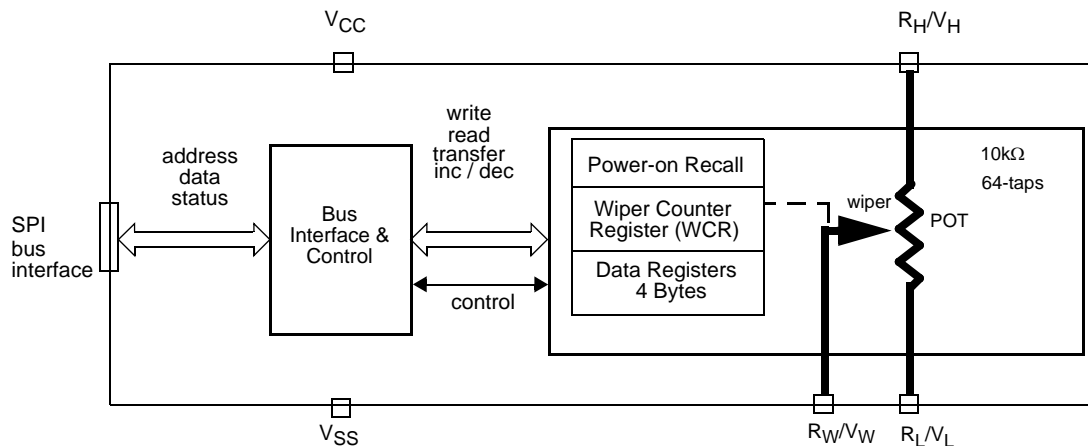 VCC
RH/VH
write
read
transfer
inc / dec
address
data
status
Power-on Recall
10kΩ
64-taps
wiper
SPI
bus
interface
Bus
Interface &
Control
Wiper Counter
Register (WCR)
POT
Data Registers
4 Bytes
control
VSS
RW/VW
RL/VL